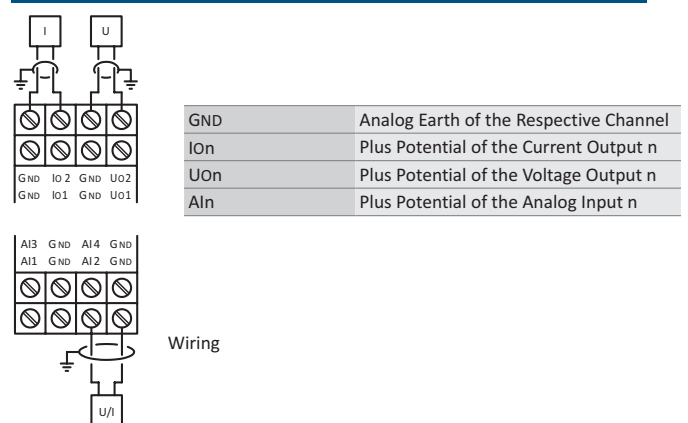 I U
GND Analog Earth of the Respective Channel
IOn Plus Potential of the Current Output n
UOn Plus Potential of the Voltage Output n
AIn Plus Potential of the Analog Input n
GND IO 2 GND UO2
GND IO1 GND UO1
AI3 GND AI4 GND
AI1 GND AI2 GND
Wiring
U/I